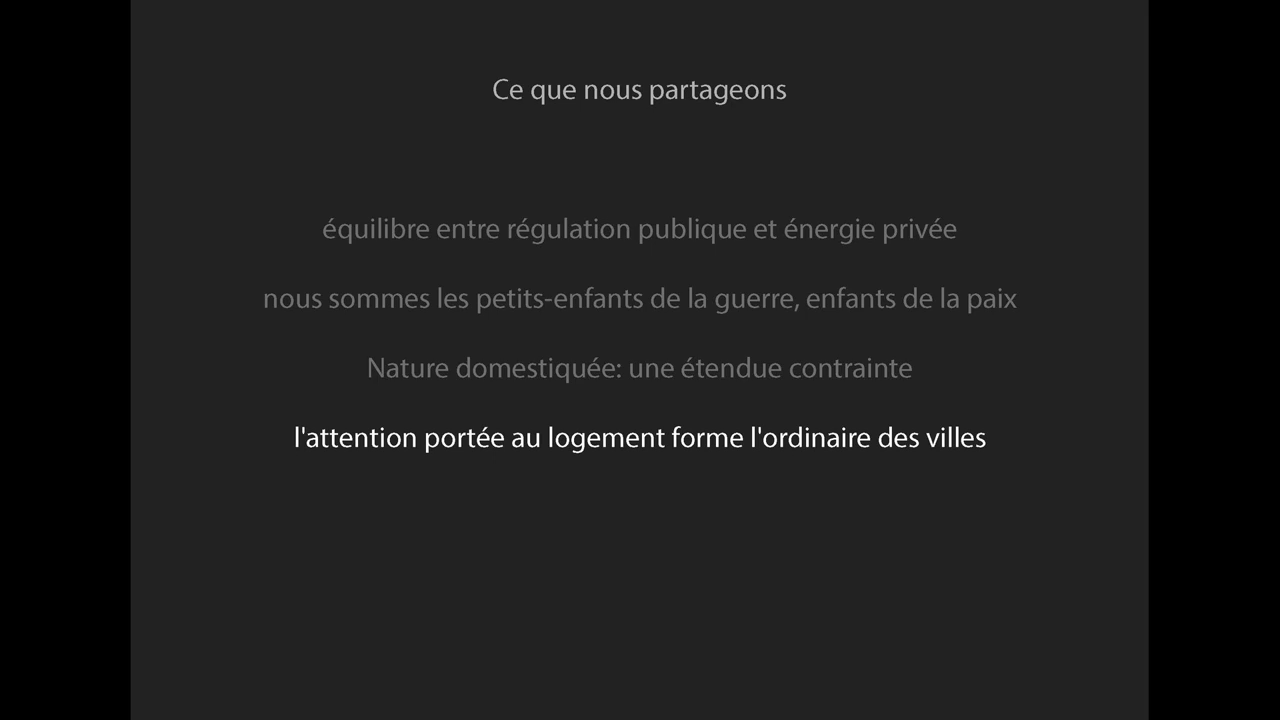 Ce que nous partageons
équilibre entre régulation publique et énergie privée
nous sommes les petits-enfants de la guerre, enfants de la paix
Nature domestiquée: une étendue contrainte
l'attention portée au logement forme l'ordinaire des villes